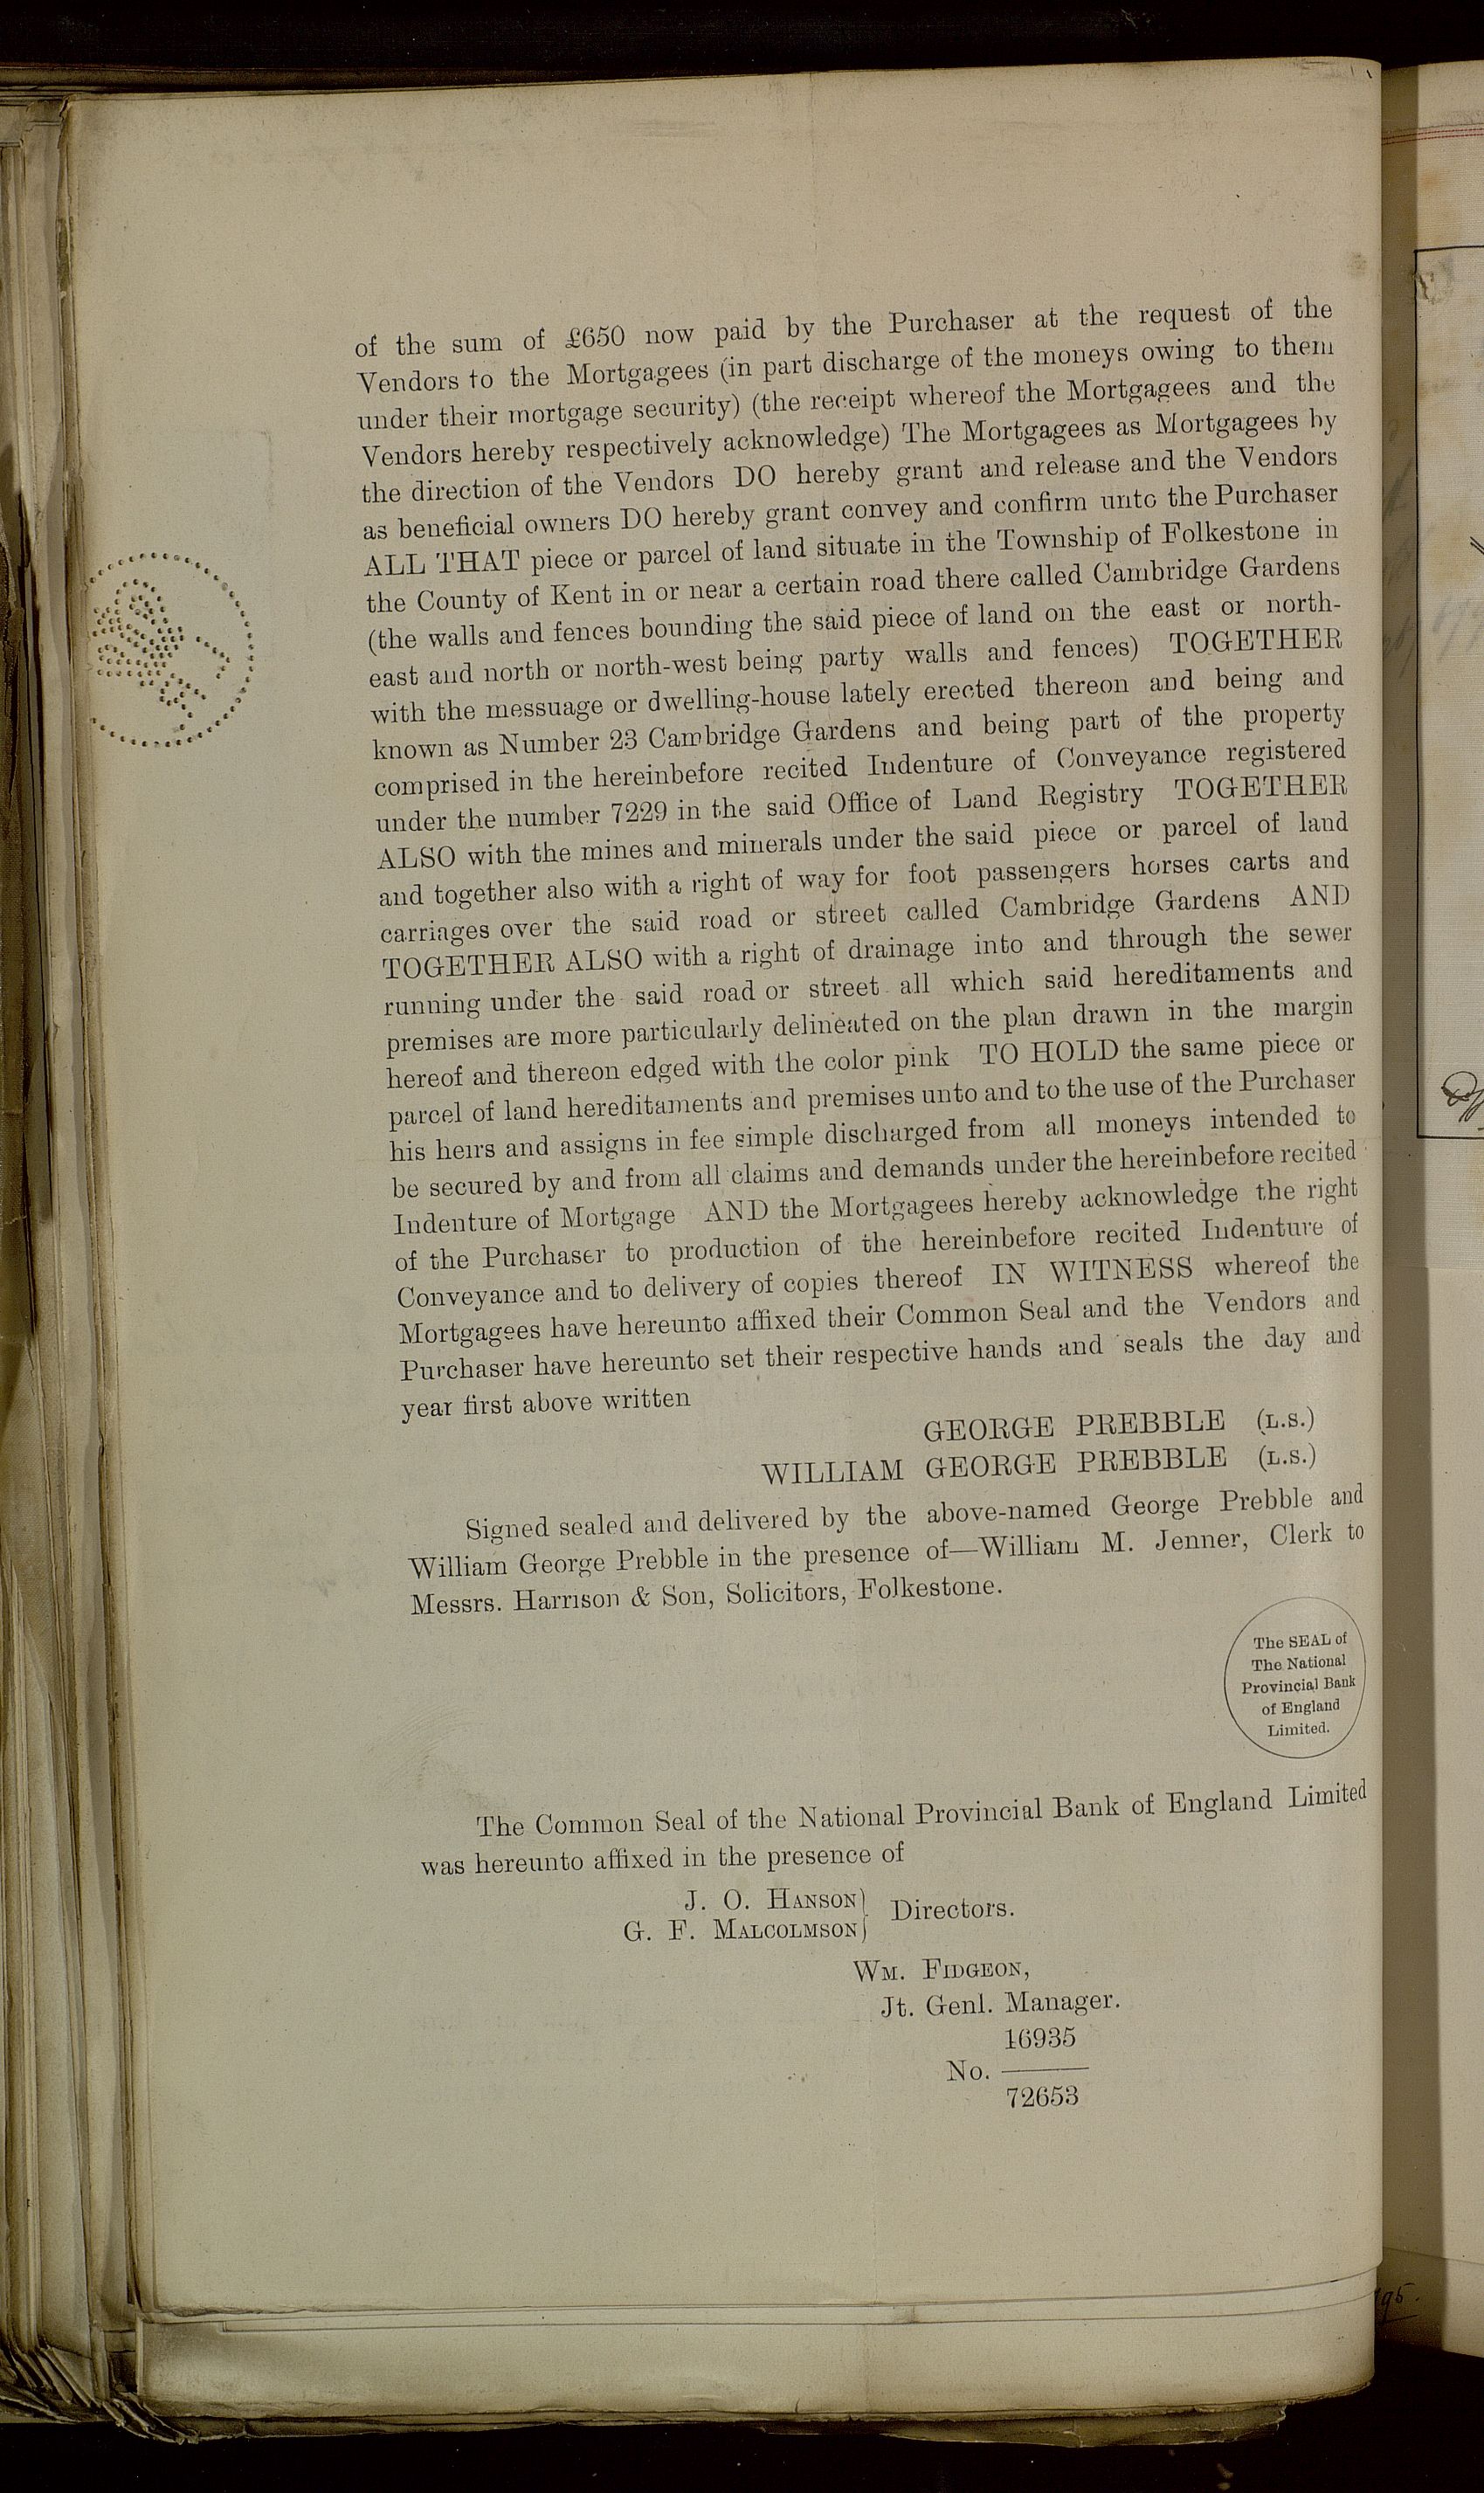 of the sum of £650 now paid by the Purchaser at the request of the
Vendors to the Mortgagees (in part discharge of the moneys owing to them
under their mortgage security) (the receipt whereof the Mortgagees and the
Vendors hereby respectively acknowledge) The Mortgagees as Mortgagees by
the direction of the Vendors DO hereby grant and release and the Vendors
as beneficial owners DO hereby grant convey and confirm unto the Purchaser
ALL THAT piece or parcel of land situate in the Township of Folkestone in
the County of Kent in or near a certain road there called Cambridge Gardens
(the walls and fences bounding the said piece of land on the east or north-
east and north or north-west being party walls and fences) TOGETHER
with the messuage or dwelling-house lately erected thereon and being and
known as Number 23 Cambridge Gardens and being part of the property
comprised in the hereinbefore recited Indenture of Conveyance registered
under the number 7229 in the said Office of Land Registry TOGETHER
ALSO with the mines and minerals under the said piece or parcel of land
and together also with a right of way for foot passengers horses carts and
carriages over the said road or street called Cambridge Gardens AND
TOGETHER ALSO with a right of drainage into and through the sewer
running under the said road or street all which said hereditaments and
premises are more particularly delineated on the plan drawn in the margin
hereof and thereon edged with the color pink TO HOLD the same piece or
parcel of land hereditaments and premises unto and to the use of the Purchaser
his heirs and assigns in fee simple discharged from all moneys intended to
be secured by and from all claims and demands under the hereinbefore recited
Indenture of Mortgage AND the Mortgagees hereby acknowledge the right
of the Purchaser to production of the hereinbefore recited Indenture of
Conveyance and to delivery of copies thereof IN WITNESS whereof the
Mortgagees have hereunto affixed their Common Seal and the Vendors and
Purchaser have hereunto set their respective hands and seals the day and
year first above written
GEORGE PREBBLE (L.S.)
WILLIAM GEORGE PREBBLE (L.S.)
Signed sealed and delivered by the above-named George Prebble and
William George Prebble in the presence of—William M. Jenner, Clerk to
Messrs. Harrison & Son, Solicitors, Folkestone.
The SEAL of
The National
Provincial Bank
of England
Limited.
The Common Seal of the National Provincial Bank of England Limited
was hereunto affixed in the presence of
J. O. HANSON
G. F. MALCOLMSON } Directors.
WM. FIDGEON,
Jt. Genl. Manager.
16935
No.
72653